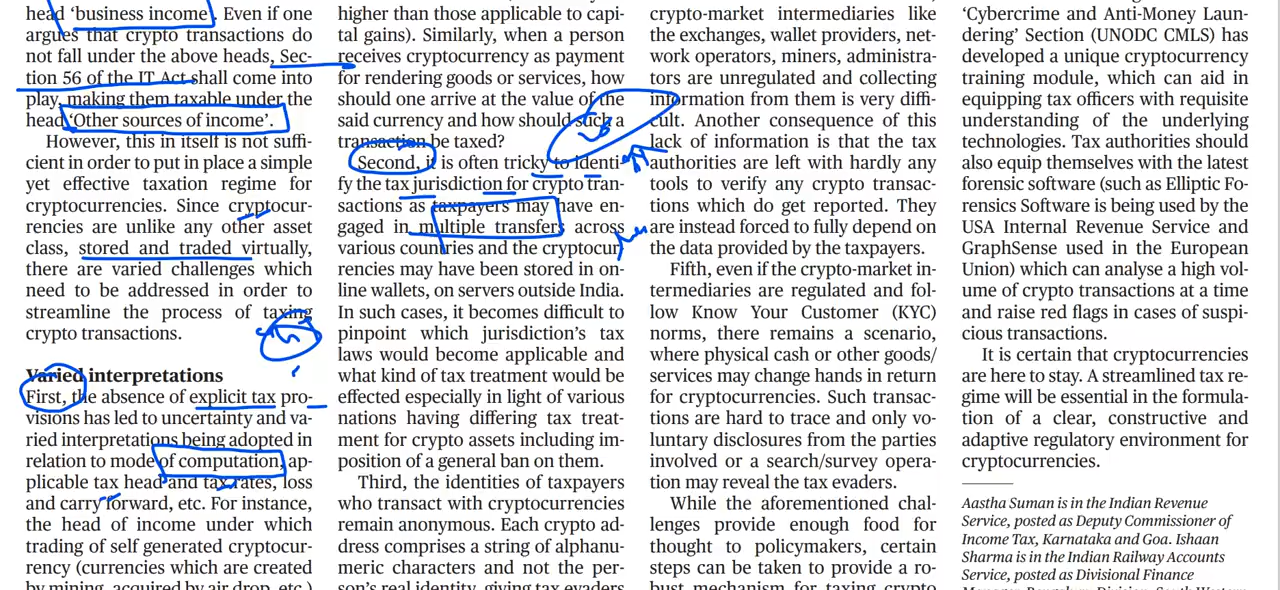 head ‘business income’. Even if one
argues that crypto transactions do
not fall under the above heads, Sec-
tion 56 of the IT Act shall come into
play, making them taxable under the
head ‘Other sources of income’.
However, this in itself is not suffi-
cient in order to put in place a simple
yet effective taxation regime for
cryptocurrencies. Since cryptocur-
rencies are unlike any other asset
class, stored and traded virtually,
there are varied challenges which
need to be addressed in order to
streamline the process of taxing
crypto transactions.
Varied interpretations
First, the absence of explicit tax pro-
visions has led to uncertainty and va-
ried interpretations being adopted in
relation to mode of computation, ap-
plicable tax head and tax rates, loss
and carry forward, etc. For instance,
the head of income under which
trading of self generated cryptocur-
rency (currencies which are created
by mining, acquired by air drop, etc.)
higher than those applicable to capi-
tal gains). Similarly, when a person
receives cryptocurrency as payment
for rendering goods or services, how
should one arrive at the value of the
said currency and how should such a
transaction be taxed?
Second, it is often tricky to identi-
fy the tax jurisdiction for crypto tran-
sactions as taxpayers may have en-
gaged in multiple transfers across
various countries and the cryptocur-
rencies may have been stored in on-
line wallets, on servers outside India.
In such cases, it becomes difficult to
pinpoint which jurisdiction’s tax
laws would become applicable and
what kind of tax treatment would be
effected especially in light of various
nations having differing tax treat-
ment for crypto assets including im-
position of a general ban on them.
Third, the identities of taxpayers
who transact with cryptocurrencies
remain anonymous. Each crypto ad-
dress comprises a string of alphanu-
meric characters and not the per-
son’s real identity, giving tax evaders
crypto-market intermediaries like
the exchanges, wallet providers, net-
work operators, miners, administra-
tors are unregulated and collecting
information from them is very diffi-
cult. Another consequence of this
lack of information is that the tax
authorities are left with hardly any
tools to verify any crypto transac-
tions which do get reported. They
are instead forced to fully depend on
the data provided by the taxpayers.
Fifth, even if the crypto-market in-
termediaries are regulated and fol-
low Know Your Customer (KYC)
norms, there remains a scenario,
where physical cash or other goods/
services may change hands in return
for cryptocurrencies. Such transac-
tions are hard to trace and only vo-
luntary disclosures from the parties
involved or a search/survey opera-
tion may reveal the tax evaders.
While the aforementioned chal-
lenges provide enough food for
thought to policymakers, certain
steps can be taken to provide a ro-
bust mechanism for taxing crypto
‘Cybercrime and Anti-Money Laun-
dering’ Section (UNODC CMLS) has
developed a unique cryptocurrency
training module, which can aid in
equipping tax officers with requisite
understanding of the underlying
technologies. Tax authorities should
also equip themselves with the latest
forensic software (such as Elliptic Fo-
rensics Software is being used by the
USA Internal Revenue Service and
GraphSense used in the European
Union) which can analyse a high vol-
ume of crypto transactions at a time
and raise red flags in cases of suspi-
cious transactions.
It is certain that cryptocurrencies
are here to stay. A streamlined tax re-
gime will be essential in the formula-
tion of a clear, constructive and
adaptive regulatory environment for
cryptocurrencies.
Aastha Suman is in the Indian Revenue
Service, posted as Deputy Commissioner of
Income Tax, Karnataka and Goa. Ishaan
Sharma is in the Indian Railway Accounts
Service, posted as Divisional Finance